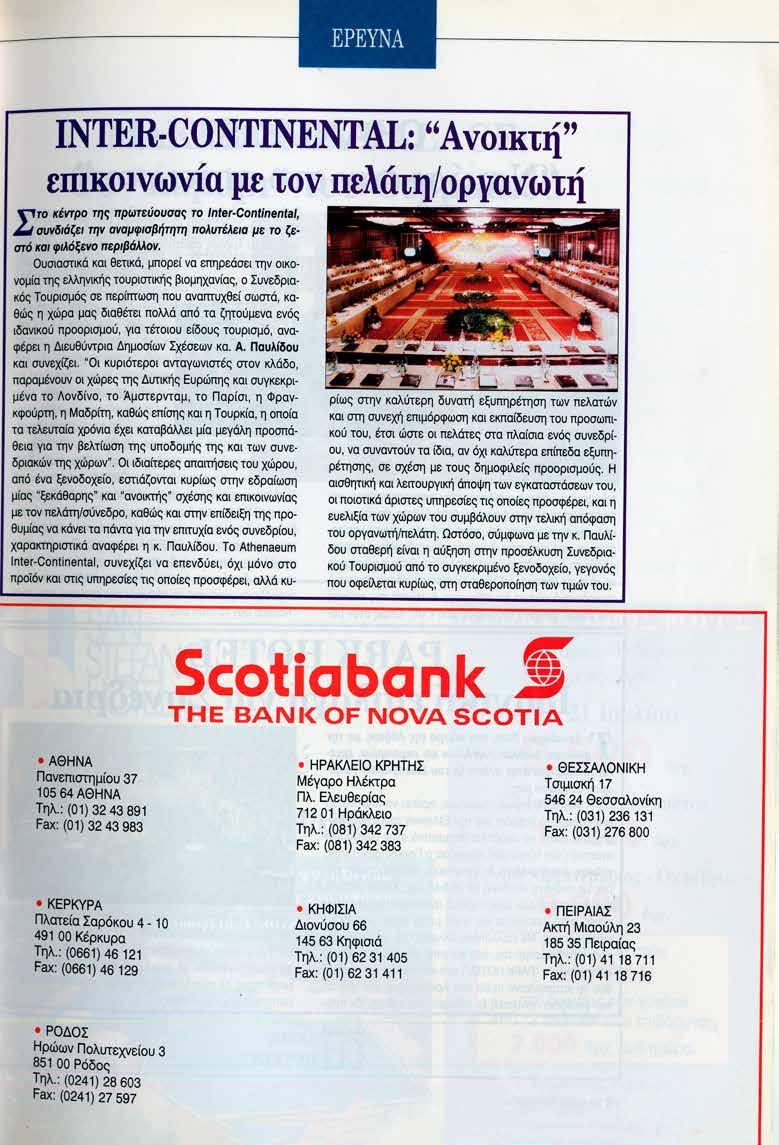 ΕΡΕΥΝΑ
INTER-CONTINENTAL: “Ανοικτή”
επικοινωνία με τον πελάτη/οργανωτή
Στο κέντρο της πρωτεύουσας το Inter-Continental,
συνδιάζει την αναμφισβήτητη πολυτέλεια με το ζε-
στό και φιλόξενο περιβάλλον.
Ουσιαστικά και θετικά, μπορεί να επηρεάσει την οικο-
νομία της ελληνικής τουριστικής βιομηχανίας, ο Συνεδρια-
κός Τουρισμός σε περίπτωση που αναπτυχθεί σωστά, κα-
θώς η χώρα μας διαθέτει πολλά από τα ζητούμενα ενός
ιδανικού προορισμού, για τέτοιου είδους τουρισμό, ανα-
φέρει η Διευθύντρια Δημοσίων Σχέσεων κα. Α. Παυλίδου
και συνεχίζει. “Οι κυριότεροι ανταγωνιστές στον κλάδο,
παραμένουν οι χώρες της Δυτικής Ευρώπης και συγκεκρι-
μένα το Λονδίνο, το Άμστερνταμ, το Παρίσι, η Φραν-
κφούρτη, η Μαδρίτη, καθώς επίσης και η Τουρκία, η οποία
τα τελευταία χρόνια έχει καταβάλλει μία μεγάλη προσπά-
θεια για την βελτίωση της υποδομής της και των συνε-
δριακών της χώρων”. Οι ιδιαίτερες απαιτήσεις του χώρου,
από ένα ξενοδοχείο, εστιάζονται κυρίως στην εδραίωση
μίας “ξεκάθαρης” και “ανοικτής” σχέσης και επικοινωνίας
με τον πελάτη/σύνεδρο, καθώς και στην επίδειξη της προ-
θυμίας να κάνει τα πάντα για την επιτυχία ενός συνεδρίου,
χαρακτηριστικά αναφέρει η κ. Παυλίδου. Το Athenaeum
Inter-Continental, συνεχίζει να επενδύει, όχι μόνο στο
προϊόν και στις υπηρεσίες τις οποίες προσφέρει, αλλά κυ-
ρίως στην καλύτερη δυνατή εξυπηρέτηση των πελατών
και στη συνεχή επιμόρφωση και εκπαίδευση του προσωπι-
κού του, έτσι ώστε οι πελάτες στα πλαίσια ενός συνεδρί-
ου, να συναντούν τα ίδια, αν όχι καλύτερα επίπεδα εξυπη-
ρέτησης, σε σχέση με τους δημοφιλείς προορισμούς. Η
αισθητική και λειτουργική άποψη των εγκαταστάσεων του,
οι ποιοτικά άριστες υπηρεσίες τις οποίες προσφέρει, και η
ευελιξία των χώρων του συμβάλουν στην τελική απόφαση
του οργανωτή/πελάτη. Ωστόσο, σύμφωνα με την κ. Παυλί-
δου σταθερή είναι η αύξηση στην προσέλκυση Συνεδρια-
κού Τουρισμού από το συγκεκριμένο ξενοδοχείο, γεγονός
που οφείλεται κυρίως, στη σταθεροποίηση των τιμών του.
Scotiabank
THE BANK OF NOVA SCOTIA
• ΑΘΗΝΑ
Πανεπιστημίου 37
105 64 ΑΘΗΝΑ
Τηλ.: (01) 32 43 891
Fax: (01) 32 43 983
• ΗΡΑΚΛΕΙΟ ΚΡΗΤΗΣ
Μέγαρο Ηλέκτρα
Πλ. Ελευθερίας
712 01 Ηράκλειο
Τηλ.: (081) 342 737
Fax: (081) 342 383
• ΘΕΣΣΑΛΟΝΙΚΗ
Τσιμισκή 17
546 24 Θεσσαλονίκη
Τηλ.: (031) 236 131
Fax: (031) 276 800
• ΚΕΡΚΥΡΑ
Πλατεία Σαρόκου 4 - 10
491 00 Κέρκυρα
Τηλ.: (0661) 46 121
Fax: (0661) 46 129
• ΚΗΦΙΣΙΑ
Διονύσου 66
145 63 Κηφισιά
Τηλ.: (01) 62 31 405
Fax: (01) 62 31 411
• ΠΕΙΡΑΙΑΣ
Ακτή Μιαούλη 23
185 35 Πειραίας
Τηλ.: (01) 41 18 711
Fax: (01) 41 18 716
• ΡΟΔΟΣ
Ηρώων Πολυτεχνείου 3
851 00 Ρόδος
Τηλ.: (0241) 28 603
Fax: (0241) 27 597